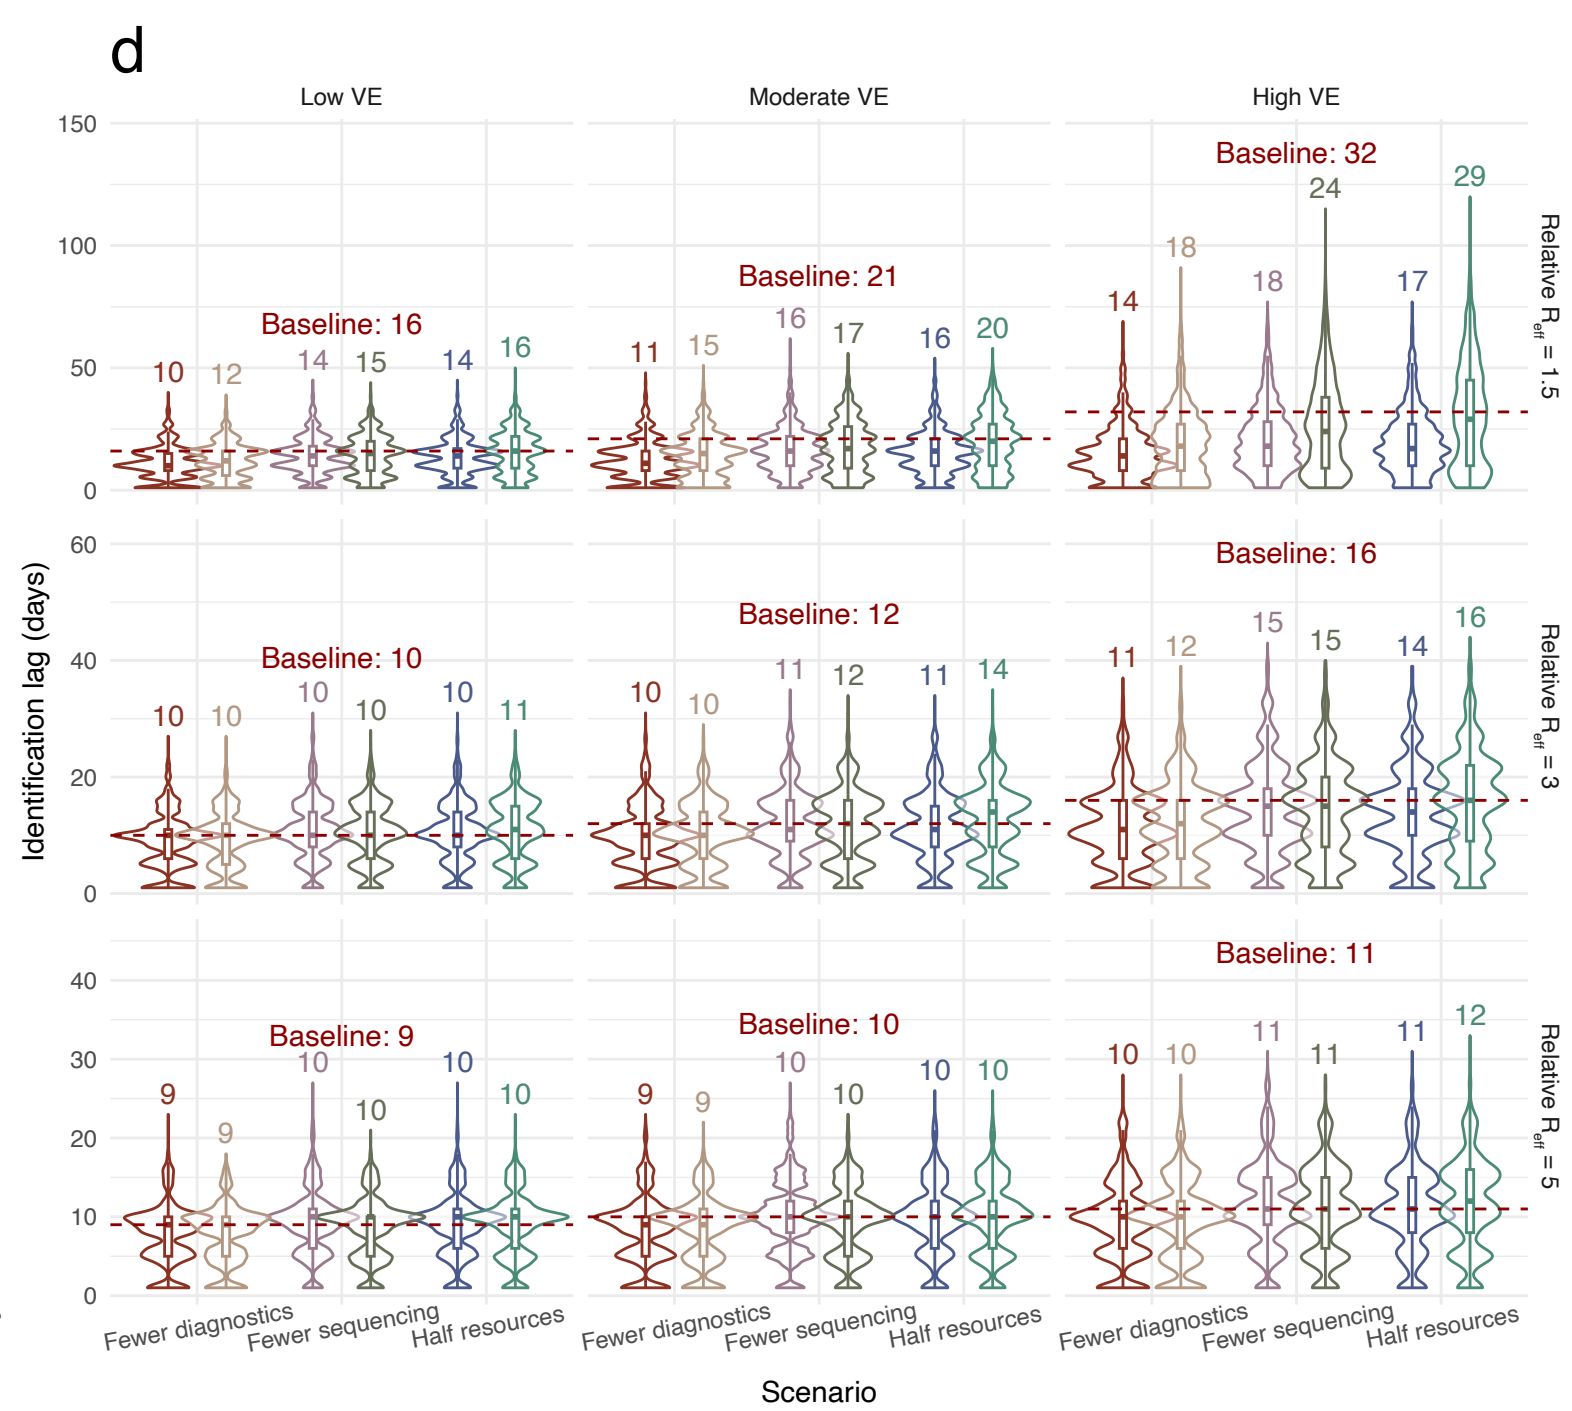 d
Low VE
Moderate VE
High VE
150
100
50
0
Baseline: 16
10
12
14
15
14
16
Baseline: 21
11
15
16
17
16
20
Baseline: 32
14
18
18
24
17
29
Relative Reff = 1.5
60
40
20
0
Baseline: 10
10
10
10
10
10
11
Baseline: 12
10
10
11
12
11
14
Baseline: 16
11
12
15
15
14
16
Relative Reff = 3
Identification lag (days)
40
30
20
10
0
Baseline: 9
9
9
10
10
10
10
Baseline: 10
9
9
10
10
10
10
Baseline: 11
10
10
11
11
11
12
Relative Reff = 5
Fewer diagnostics
Fewer sequencing
Half resources
Fewer diagnostics
Fewer sequencing
Half resources
Fewer diagnostics
Fewer sequencing
Half resources
Scenario